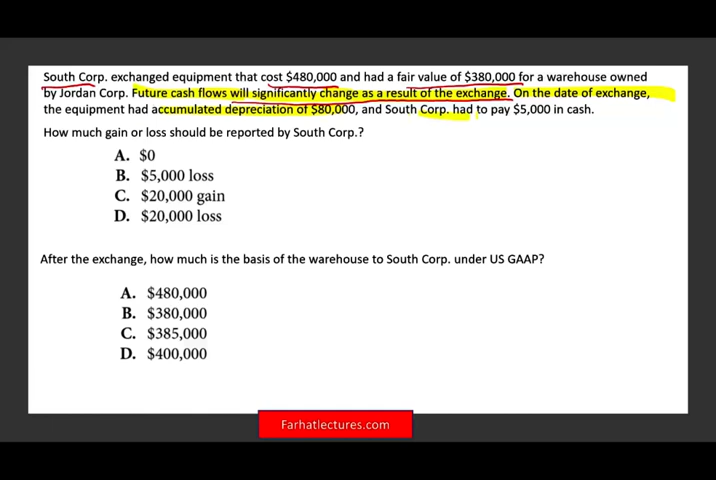 South Corp. exchanged equipment that cost $480,000 and had a fair value of $380,000 for a warehouse owned
by Jordan Corp. Future cash flows will significantly change as a result of the exchange. On the date of exchange,
the equipment had accumulated depreciation of $80,000, and South Corp. had to pay $5,000 in cash.
How much gain or loss should be reported by South Corp.?
A. $0
B. $5,000 loss
C. $20,000 gain
D. $20,000 loss
After the exchange, how much is the basis of the warehouse to South Corp. under US GAAP?
A. $480,000
B. $380,000
C. $385,000
D. $400,000
Farhatlectures.com